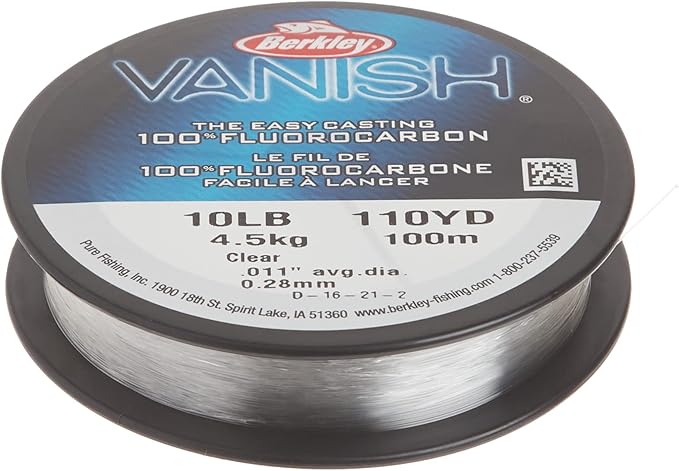 Berkley
VANISH®
THE EASY CASTING
100% FLUOROCARBON
LE FIL DE
100% FLUOROCARBONE
FACILE À LANCER
10LB 110YD
4.5kg 100m
Clear
.011" avg.dia.
0.28mm
D-16-21-2
Pure Fishing, Inc. 1900 18th St. Spirit Lake, IA 51360 www.berkley-fishing.com 1-800-237-5539